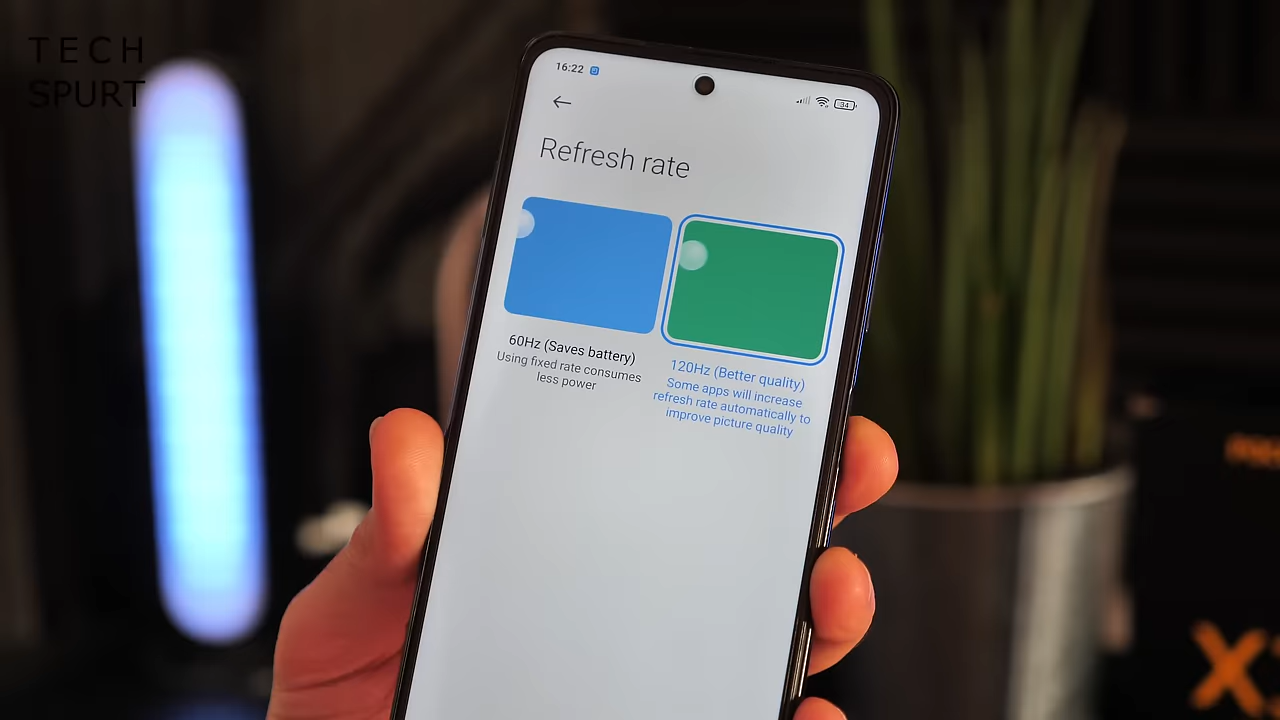 TECH
SPURT
16:22
34
Refresh rate
60Hz (Saves battery)
Using fixed rate consumes
less power
120Hz (Better quality)
Some apps will increase
refresh rate automatically to
improve picture quality